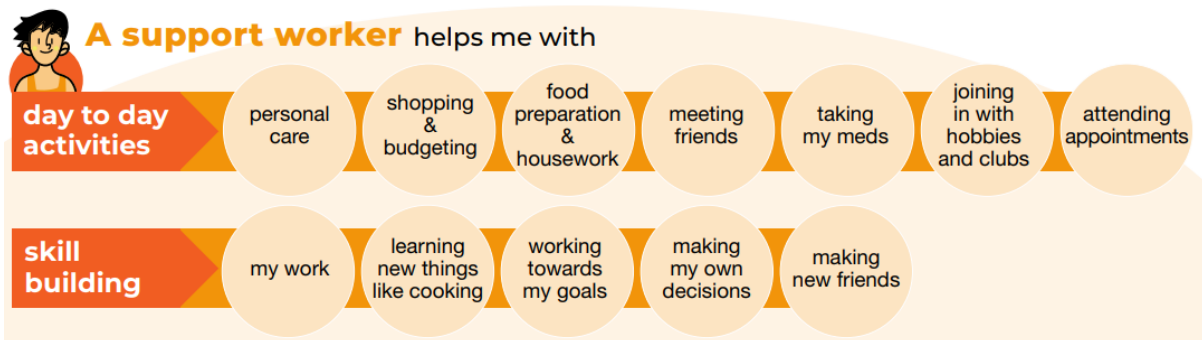 A support worker helps me with
day to day
activities
personal
care
shopping
&
budgeting
food
preparation
&
housework
meeting
friends
taking
my meds
joining
in with
hobbies
and clubs
attending
appointments
skill
building
my work
learning
new things
like cooking
working
towards
my goals
making
my own
decisions
making
new friends